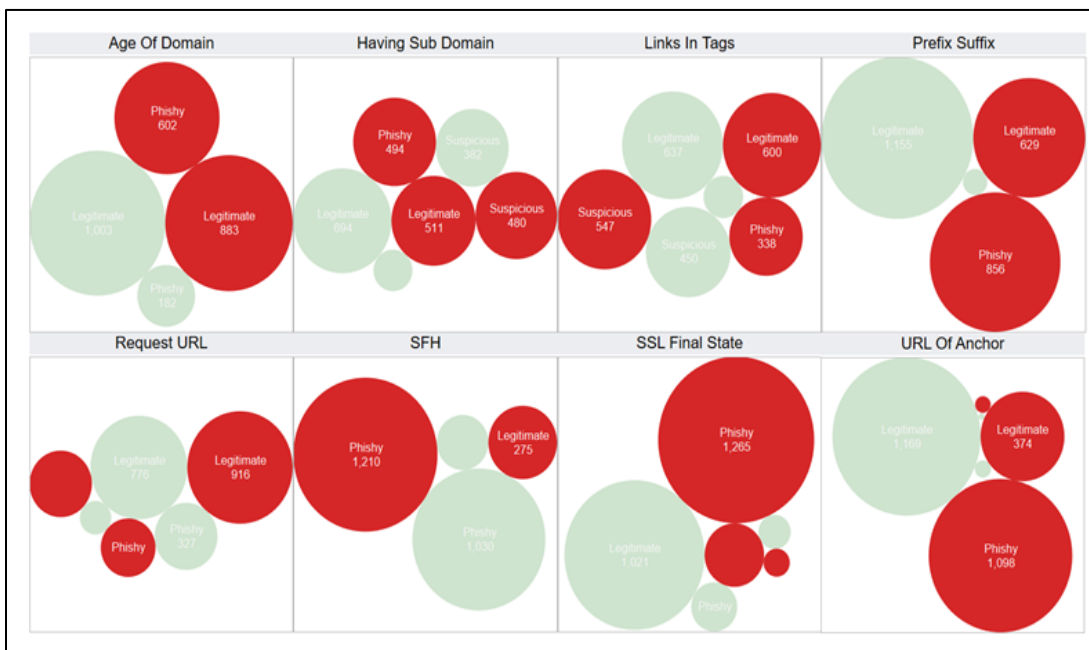 Age Of Domain
Having Sub Domain
Links In Tags
Prefix Suffix
Phishy
602
Legitimate
1,003
Legitimate
883
Phishy
182
Phishy
494
Suspicious
382
Legitimate
694
Legitimate
511
Suspicious
480
Legitimate
637
Legitimate
600
Suspicious
547
Suspicious
450
Phishy
338
Legitimate
1,155
Legitimate
629
Phishy
856
Request URL
SFH
SSL Final State
URL Of Anchor
Legitimate
776
Legitimate
916
Phishy
327
Phishy
Phishy
1,210
Legitimate
275
Phishy
1,030
Phishy
1,265
Legitimate
1,021
Phishy
Legitimate
1,169
Legitimate
374
Phishy
1,098